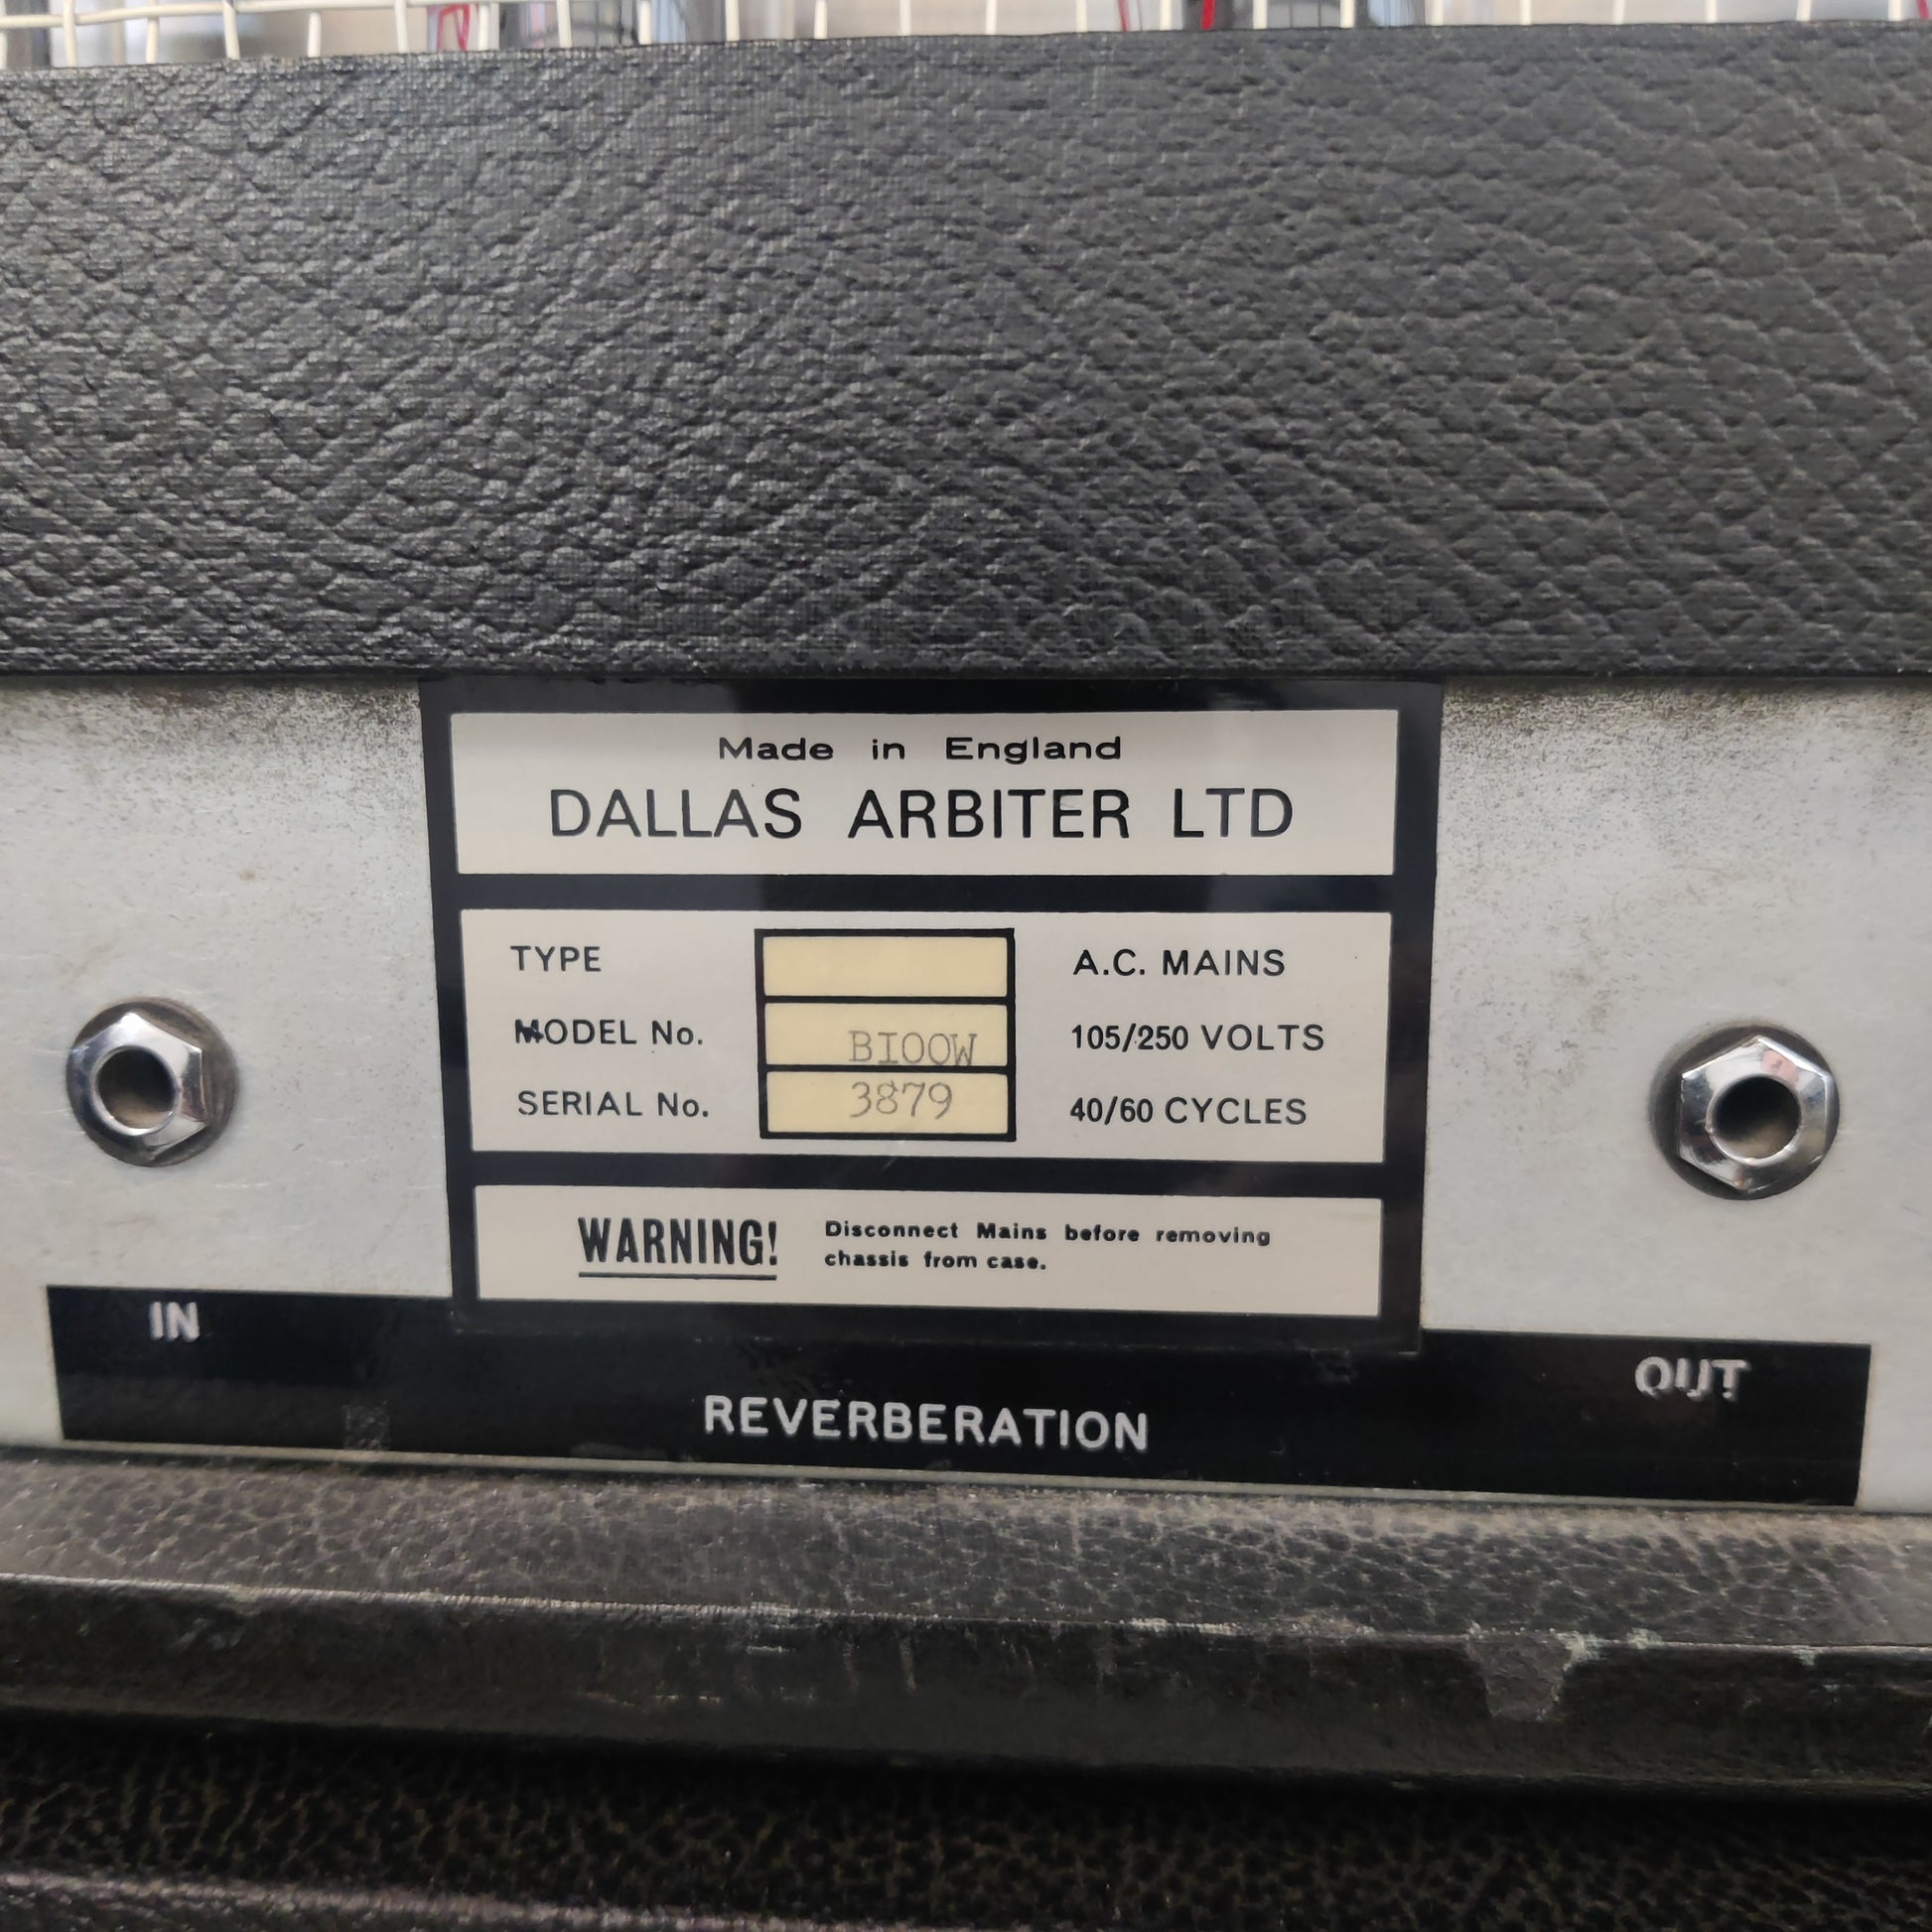 Made in England
DALLAS ARBITER LTD
TYPE
A.C. MAINS
MODEL No. BI00W
105/250 VOLTS
SERIAL No. 3879
40/60 CYCLES
WARNING! Disconnect Mains before removing
chassis from case.
IN
OUT
REVERBERATION